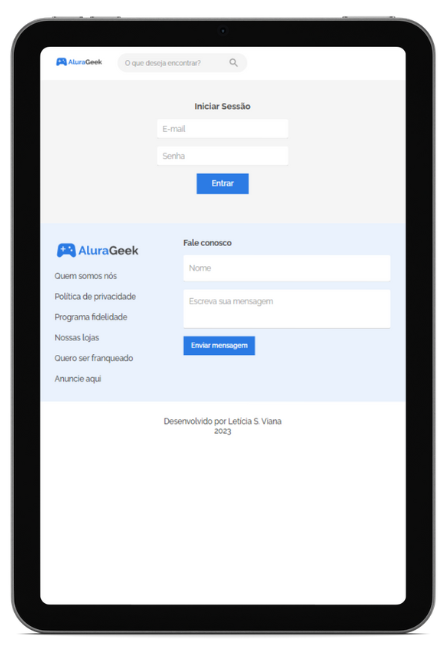 AluraGeek
O que deseja encontrar?
Iniciar Sessão
E-mail
Senha
Entrar
AluraGeek
Quem somos nós
Política de privacidade
Programa fidelidade
Nossas lojas
Quero ser franqueado
Anuncie aqui
Fale conosco
Nome
Escreva sua mensagem
Enviar mensagem
Desenvolvido por Letícia S. Viana
2023